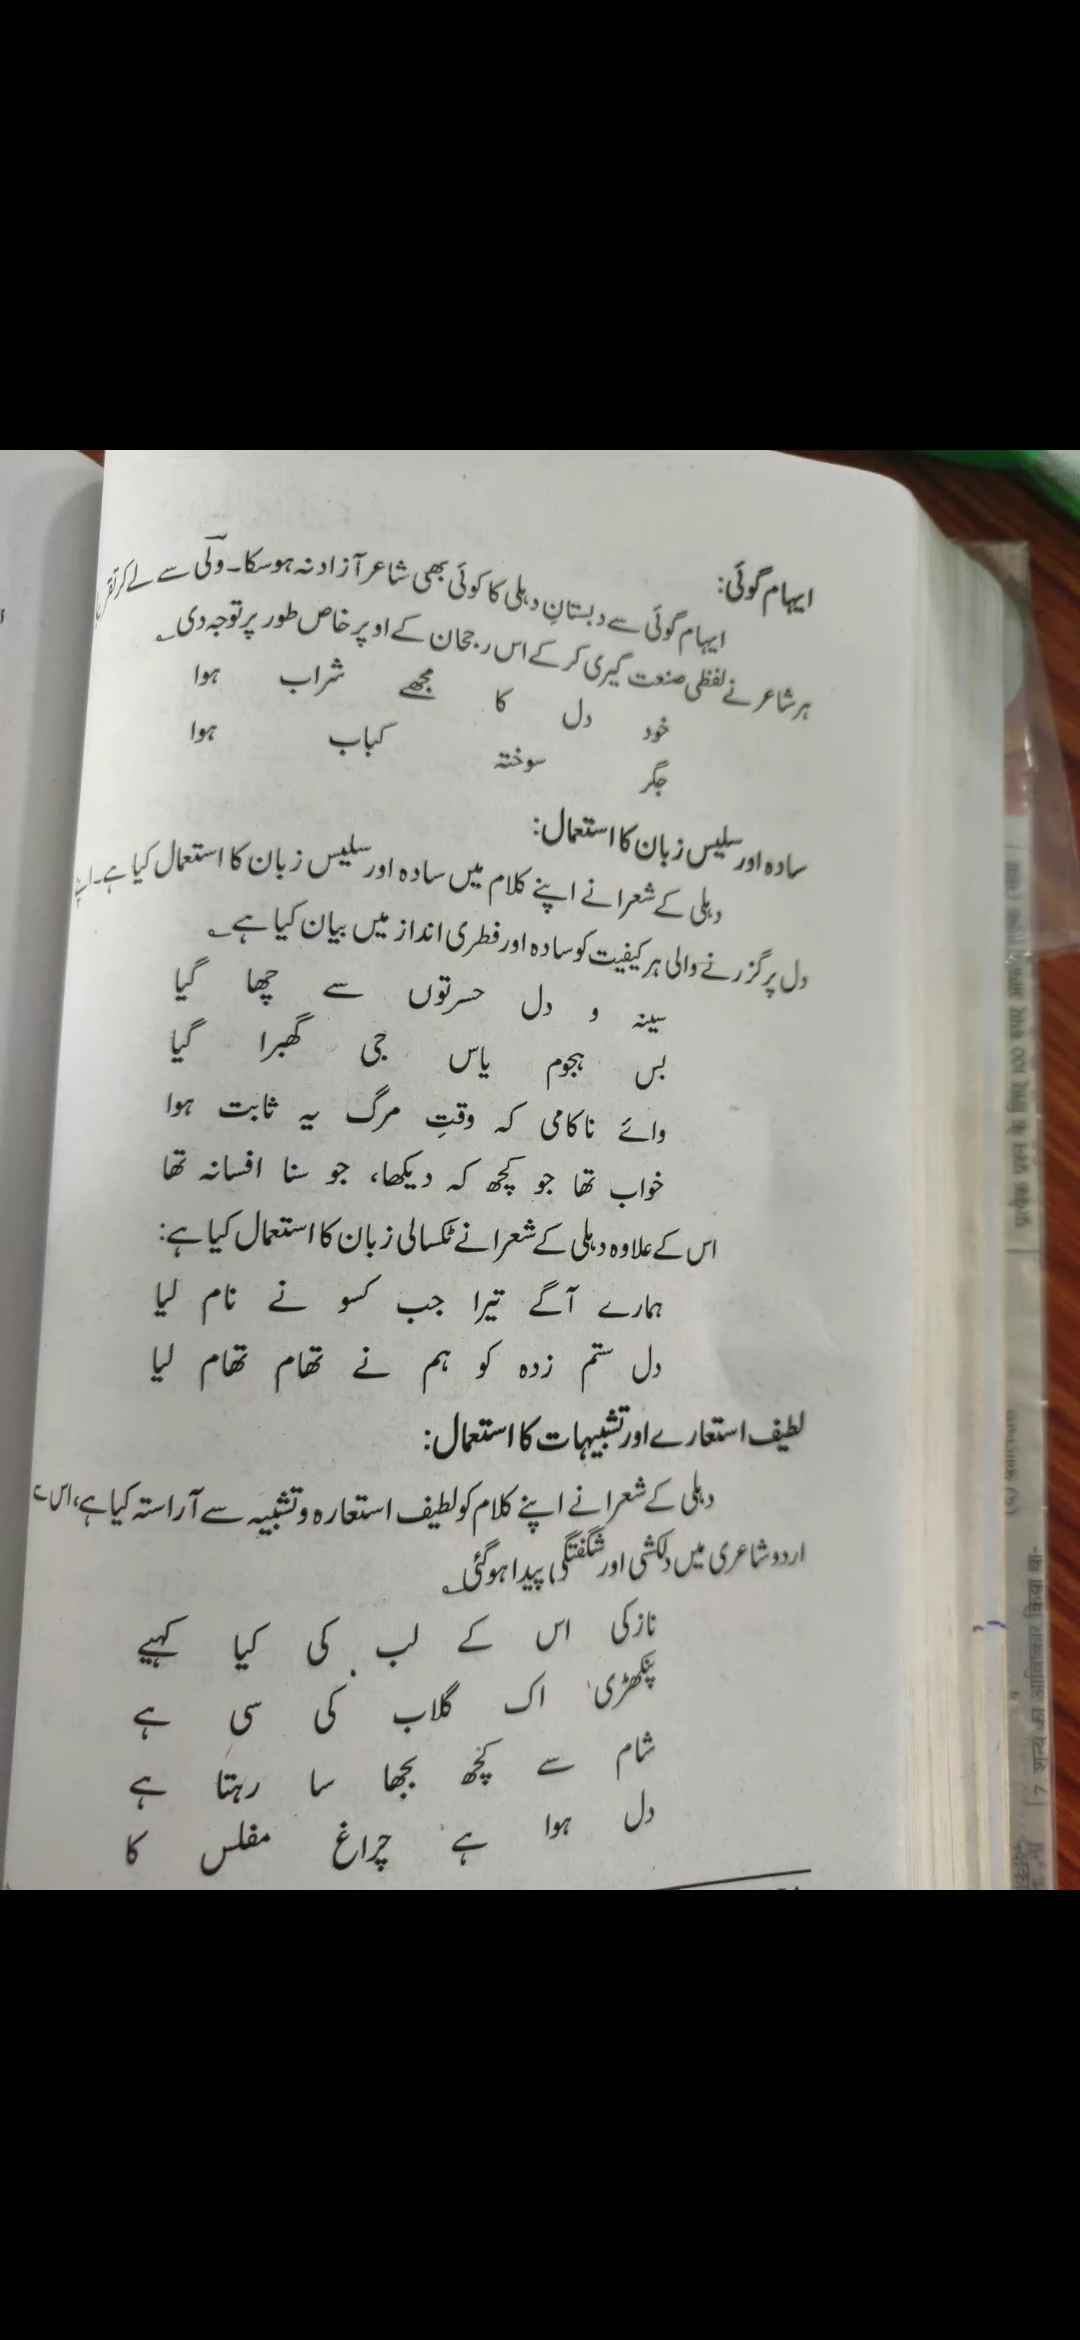 ایہام گوئی:
ایہام گوئی سے دبستانِ دہلی کا کوئی بھی شاعر آزاد نہ ہو سکا۔ ولی سے لے کر
ہر شاعر نے لفظی صنعت گیری کر کے اس رجحان کے اوپر خاص طور پر توجہ دی
خود دل کا مجھے شراب ہوا
جگر سوختہ کباب ہوا
سادہ اور سلیس زبان کا استعمال:
دہلی کے شعرا نے اپنے کلام میں سادہ اور سلیس زبان کا استعمال کیا ہے۔ اپنے
دل پر گزرنے والی ہر کیفیت کو سادہ اور فطری انداز میں بیان کیا ہے
سینہ و دل حسرتوں سے چھا گیا
بس ہجوم یاس جی گھبرا گیا
وائے ناکامی کہ وقتِ مرگ یہ ثابت ہوا
خواب تھا جو کچھ کہ دیکھا، جو سنا افسانہ تھا
اس کے علاوہ دہلی کے شعرا نے ٹکسالی زبان کا استعمال کیا ہے:
ہمارے آگے تیرا جب کسو نے نام لیا
دل ستم زدہ کو ہم نے تھام تھام لیا
لطیف استعارے اور تشبیہات کا استعمال:
دہلی کے شعرا نے اپنے کلام کو لطیف استعارہ و تشبیہ سے آراستہ کیا ہے، اس
اردو شاعری میں دلکشی اور شگفتگی پیدا ہو گئی
نازکی اس کے لب کی کیا کہیے
پنکھڑی اک گلاب کی سی ہے
شام سے کچھ بجھا سا رہتا ہے
دل ہوا ہے چراغ مفلس کا